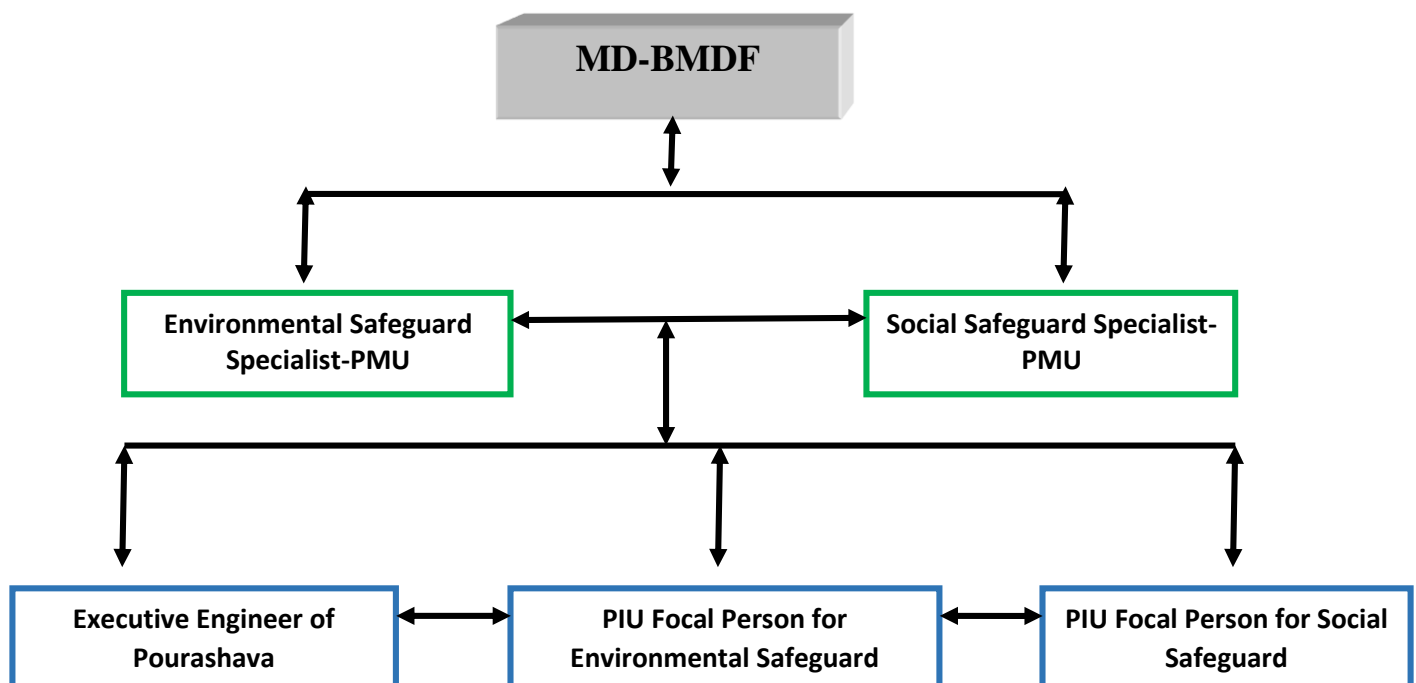 MD-BMDF
Environmental Safeguard
Specialist-PMU
Social Safeguard Specialist-
PMU
Executive Engineer of
Pourashava
PIU Focal Person for
Environmental Safeguard
PIU Focal Person for Social
Safeguard